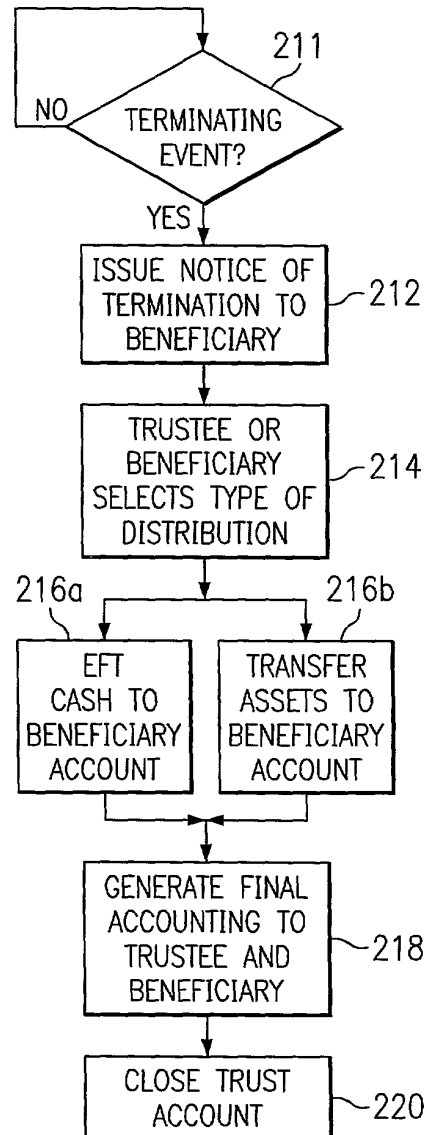 211
NO
TERMINATING
EVENT?
YES
ISSUE NOTICE OF
TERMINATION TO
BENEFICIARY
212
TRUSTEE OR
BENEFICIARY
SELECTS TYPE OF
DISTRIBUTION
214
216a
216b
EFT
CASH TO
BENEFICIARY
ACCOUNT
TRANSFER
ASSETS TO
BENEFICIARY
ACCOUNT
GENERATE FINAL
ACCOUNTING TO
TRUSTEE AND
BENEFICIARY
218
CLOSE TRUST
ACCOUNT
220